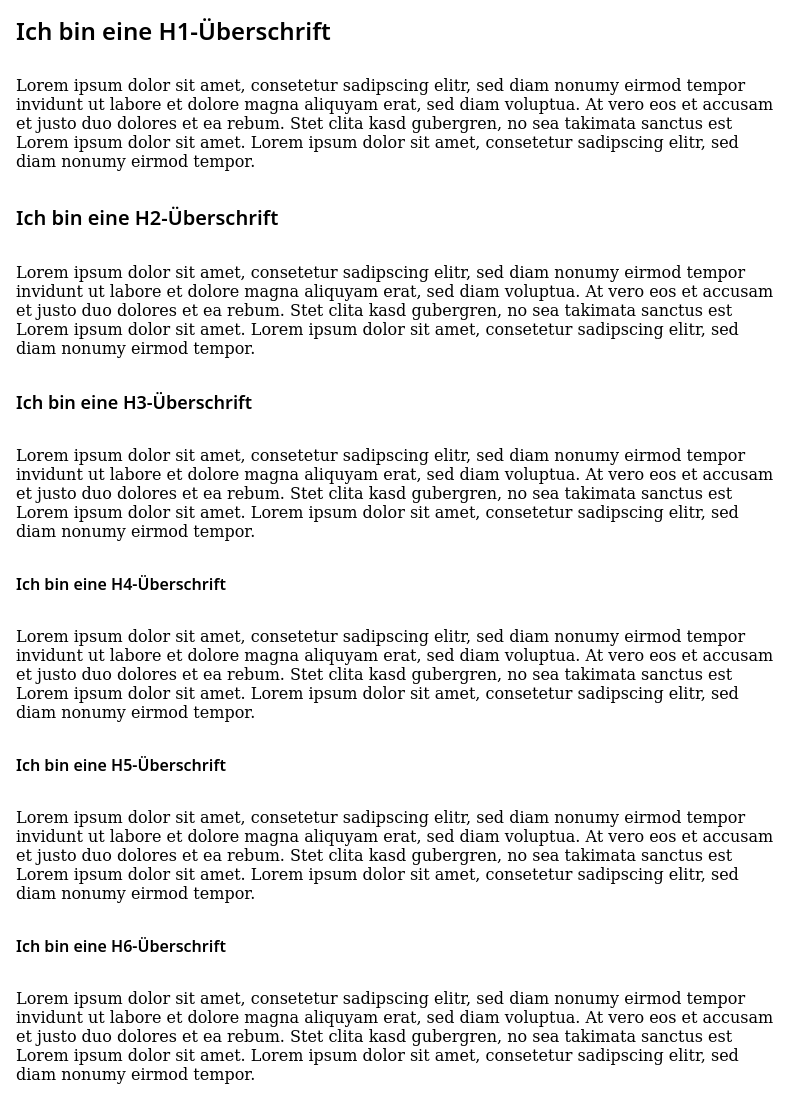 Ich bin eine H1-Überschrift
Lorem ipsum dolor sit amet, consetetur sadipscing elitr, sed diam nonumy eirmod tempor
invidunt ut labore et dolore magna aliquyam erat, sed diam voluptua. At vero eos et accusam
et justo duo dolores et ea rebum. Stet clita kasd gubergren, no sea takimata sanctus est
Lorem ipsum dolor sit amet. Lorem ipsum dolor sit amet, consetetur sadipscing elitr, sed
diam nonumy eirmod tempor.
Ich bin eine H2-Überschrift
Lorem ipsum dolor sit amet, consetetur sadipscing elitr, sed diam nonumy eirmod tempor
invidunt ut labore et dolore magna aliquyam erat, sed diam voluptua. At vero eos et accusam
et justo duo dolores et ea rebum. Stet clita kasd gubergren, no sea takimata sanctus est
Lorem ipsum dolor sit amet. Lorem ipsum dolor sit amet, consetetur sadipscing elitr, sed
diam nonumy eirmod tempor.
Ich bin eine H3-Überschrift
Lorem ipsum dolor sit amet, consetetur sadipscing elitr, sed diam nonumy eirmod tempor
invidunt ut labore et dolore magna aliquyam erat, sed diam voluptua. At vero eos et accusam
et justo duo dolores et ea rebum. Stet clita kasd gubergren, no sea takimata sanctus est
Lorem ipsum dolor sit amet. Lorem ipsum dolor sit amet, consetetur sadipscing elitr, sed
diam nonumy eirmod tempor.
Ich bin eine H4-Überschrift
Lorem ipsum dolor sit amet, consetetur sadipscing elitr, sed diam nonumy eirmod tempor
invidunt ut labore et dolore magna aliquyam erat, sed diam voluptua. At vero eos et accusam
et justo duo dolores et ea rebum. Stet clita kasd gubergren, no sea takimata sanctus est
Lorem ipsum dolor sit amet. Lorem ipsum dolor sit amet, consetetur sadipscing elitr, sed
diam nonumy eirmod tempor.
Ich bin eine H5-Überschrift
Lorem ipsum dolor sit amet, consetetur sadipscing elitr, sed diam nonumy eirmod tempor
invidunt ut labore et dolore magna aliquyam erat, sed diam voluptua. At vero eos et accusam
et justo duo dolores et ea rebum. Stet clita kasd gubergren, no sea takimata sanctus est
Lorem ipsum dolor sit amet. Lorem ipsum dolor sit amet, consetetur sadipscing elitr, sed
diam nonumy eirmod tempor.
Ich bin eine H6-Überschrift
Lorem ipsum dolor sit amet, consetetur sadipscing elitr, sed diam nonumy eirmod tempor
invidunt ut labore et dolore magna aliquyam erat, sed diam voluptua. At vero eos et accusam
et justo duo dolores et ea rebum. Stet clita kasd gubergren, no sea takimata sanctus est
Lorem ipsum dolor sit amet. Lorem ipsum dolor sit amet, consetetur sadipscing elitr, sed
diam nonumy eirmod tempor.